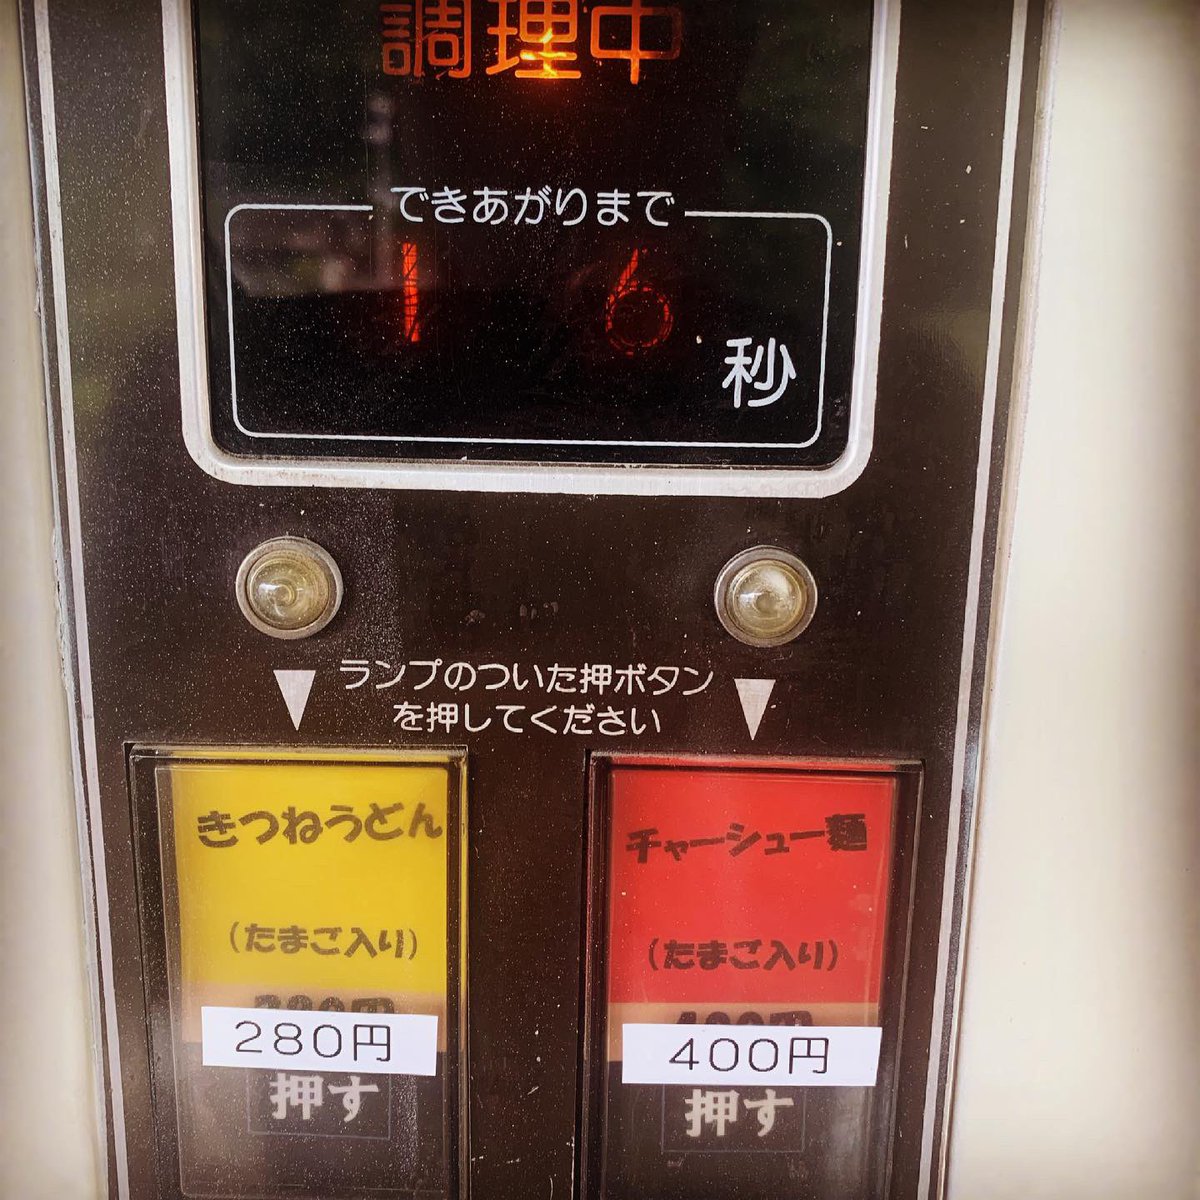 調理中
できあがりまで
16
秒
ランプのついた押ボタン
を押してください
きつねうどん
(たまご入り)
280円
押す
チャーシュー麺
(たまご入り)
400円
押す